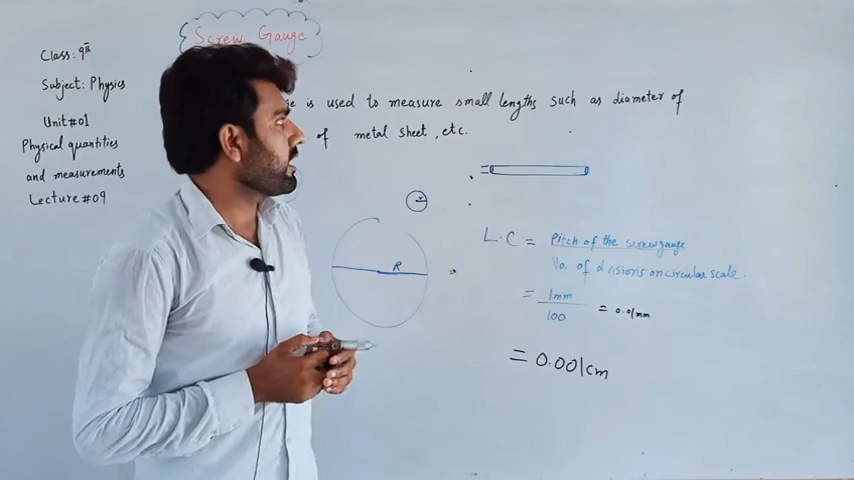 Screw Gauge
Class: 9th
Subject: Physics
Unit#01
Physical quantities
and measurements
Lecture#09
is used to measure small lengths such as diameter of
of metal sheet, etc.
r
R
L.C = Pitch of the screw gauge
No. of divisions on circular scale.
= 1mm
100
= 0.01mm
= 0.001cm